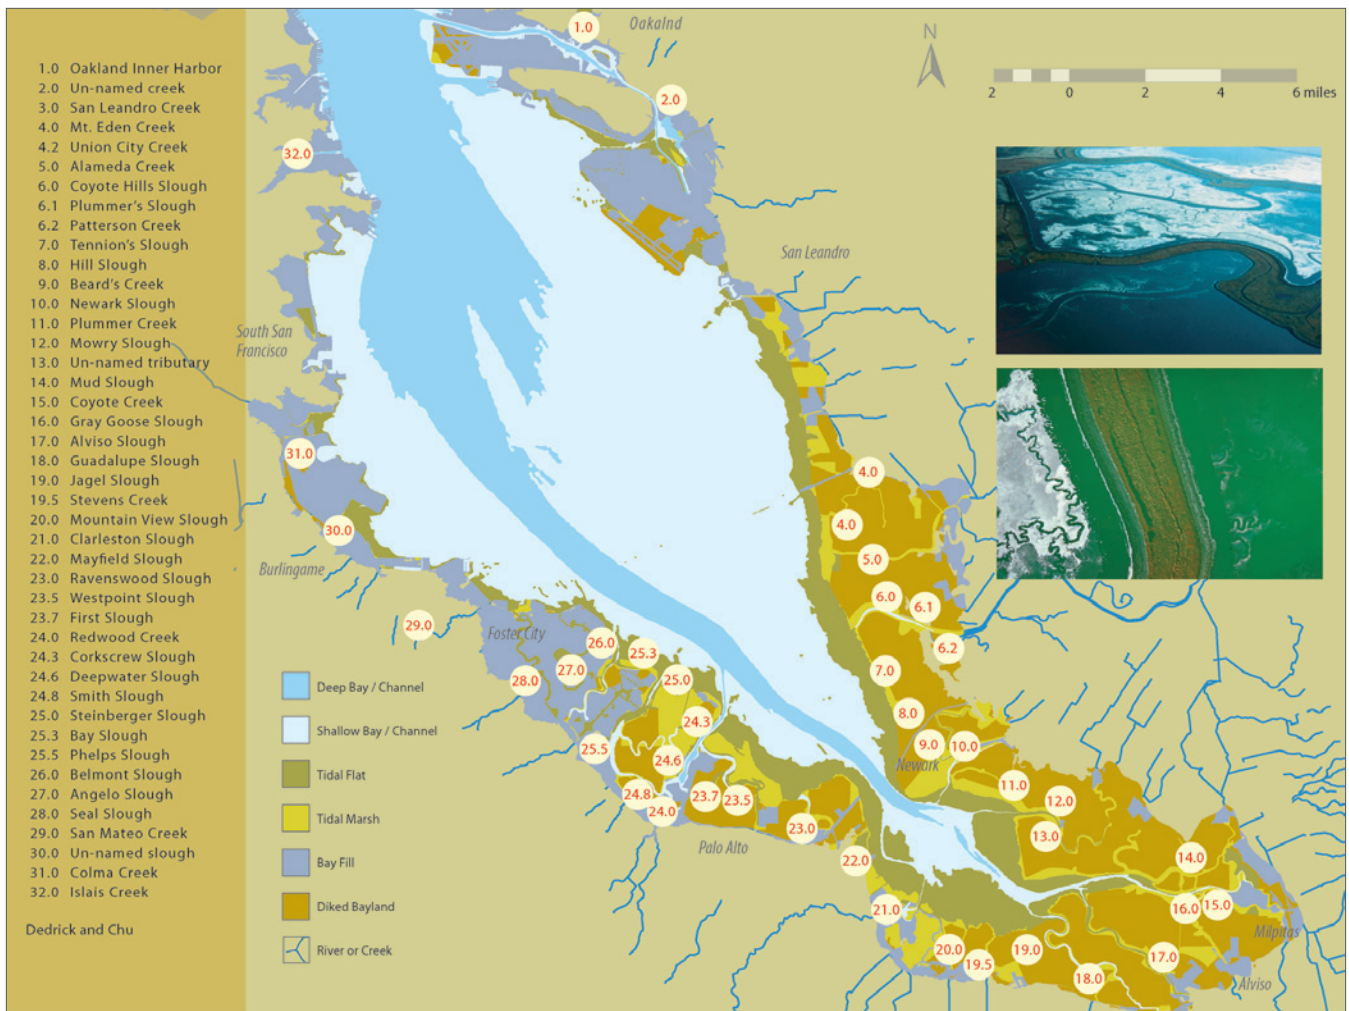 1.0 Oakland Inner Harbor
2.0 Un-named creek
3.0 San Leandro Creek
4.0 Mt. Eden Creek
4.2 Union City Creek
5.0 Alameda Creek
6.0 Coyote Hills Slough
6.1 Plummer's Slough
6.2 Patterson Creek
7.0 Tennion's Slough
8.0 Hill Slough
9.0 Beard's Creek
10.0 Newark Slough
11.0 Plummer Creek
12.0 Mowry Slough
13.0 Un-named tributary
14.0 Mud Slough
15.0 Coyote Creek
16.0 Gray Goose Slough
17.0 Alviso Slough
18.0 Guadalupe Slough
19.0 Jagel Slough
19.5 Stevens Creek
20.0 Mountain View Slough
21.0 Clarleston Slough
22.0 Mayfield Slough
23.0 Ravenswood Slough
23.5 Westpoint Slough
23.7 First Slough
24.0 Redwood Creek
24.3 Corkscrew Slough
24.6 Deepwater Slough
24.8 Smith Slough
25.0 Steinberger Slough
25.3 Bay Slough
25.5 Phelps Slough
26.0 Belmont Slough
27.0 Angelo Slough
28.0 Seal Slough
29.0 San Mateo Creek
30.0 Un-named slough
31.0 Colma Creek
32.0 Islais Creek
Dedrick and Chu
Oakalnd
1.0
N
2 0 2 4 6 miles
2.0
32.0
San Leandro
South San
Francisco
31.0
4.0
30.0
4.0
Burlingame
5.0
6.0
6.1
29.0
Foster City
26.0
25.3
6.2
27.0
28.0
25.0
7.0
24.3
8.0
25.5
24.6
9.0
10.0
Newark
24.8
24.0
23.7
23.5
11.0
12.0
23.0
13.0
Palo Alto
22.0
14.0
21.0
16.0
15.0
Milpitas
20.0
19.5
19.0
18.0
17.0
Alviso
Deep Bay / Channel
Shallow Bay / Channel
Tidal Flat
Tidal Marsh
Bay Fill
Diked Bayland
River or Creek